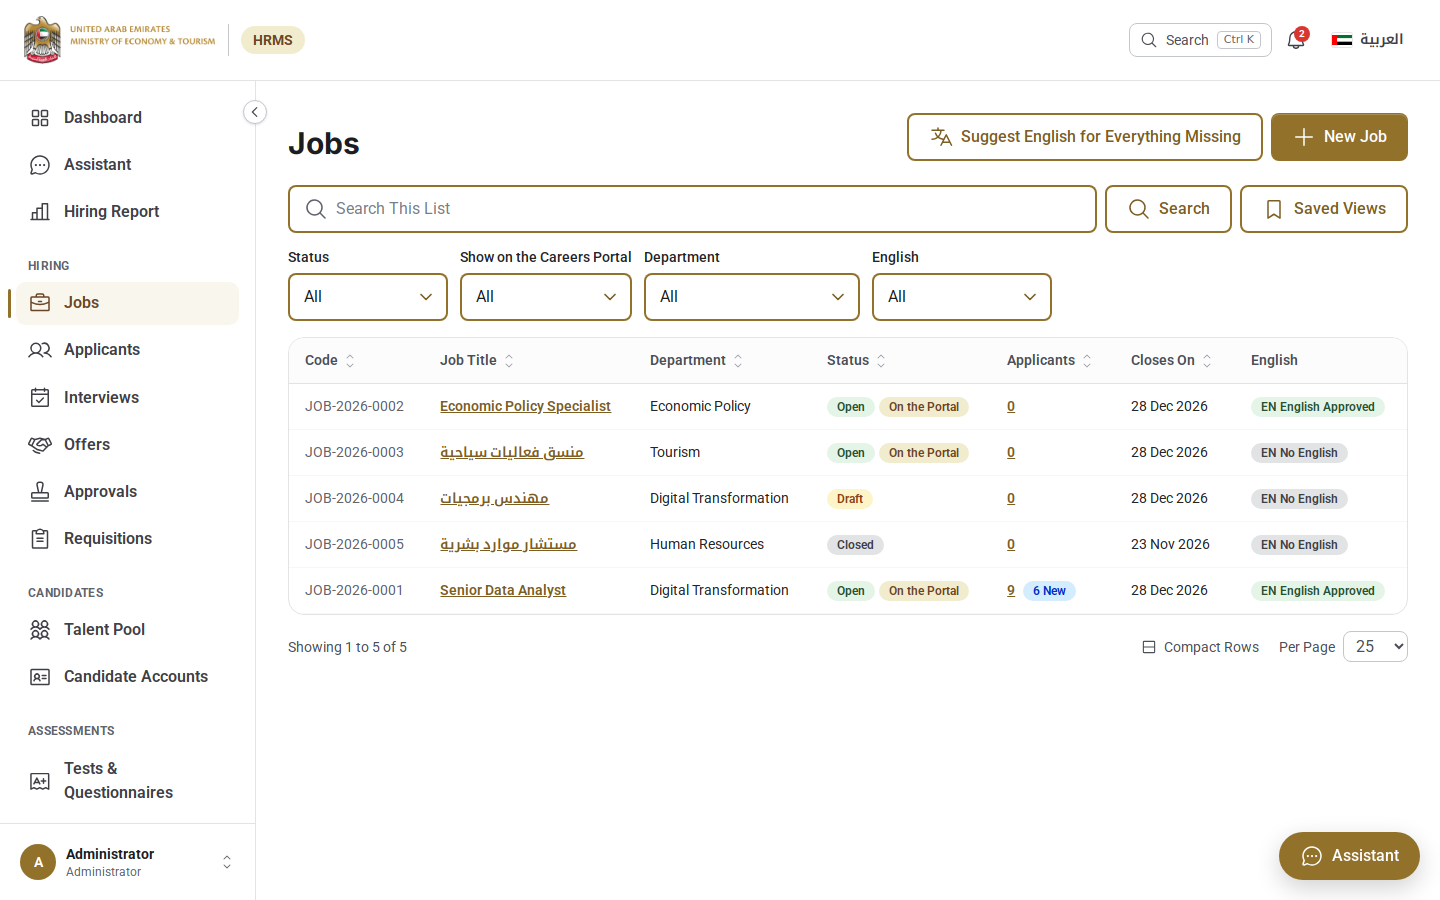 UNITED ARAB EMIRATES
MINISTRY OF ECONOMY & TOURISM
HRMS
Search Ctrl K
2
العربية
Dashboard
Assistant
Hiring Report
HIRING
Jobs
Applicants
Interviews
Offers
Approvals
Requisitions
CANDIDATES
Talent Pool
Candidate Accounts
ASSESSMENTS
Tests &
Questionnaires
A
Administrator
Administrator
Jobs
Suggest English for Everything Missing
New Job
Search This List
Search
Saved Views
Status Show on the Careers Portal Department English
All All All All
Code Job Title Department Status Applicants Closes On English
JOB-2026-0002 Economic Policy Specialist Economic Policy Open On the Portal 0 28 Dec 2026 EN English Approved
JOB-2026-0003 منسق فعاليات سياحية Tourism Open On the Portal 0 28 Dec 2026 EN No English
JOB-2026-0004 مهندس برمجيات Digital Transformation Draft 0 28 Dec 2026 EN No English
JOB-2026-0005 مستشار موارد بشرية Human Resources Closed 0 23 Nov 2026 EN No English
JOB-2026-0001 Senior Data Analyst Digital Transformation Open On the Portal 9 6 New 28 Dec 2026 EN English Approved
Showing 1 to 5 of 5
Compact Rows Per Page 25
Assistant